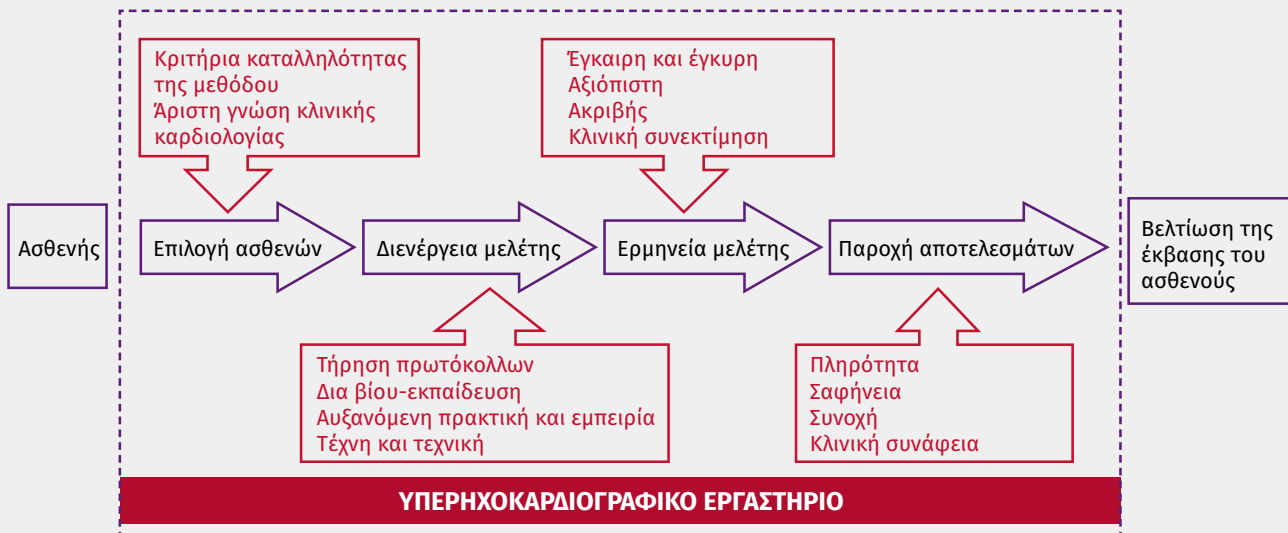 Κριτήρια καταλληλότητας
της μεθόδου
Άριστη γνώση κλινικής
καρδιολογίας
Έγκαιρη και έγκυρη
Αξιόπιστη
Ακριβής
Κλινική συνεκτίμηση
Ασθενής
Επιλογή ασθενών
Διενέργεια μελέτης
Ερμηνεία μελέτης
Παροχή αποτελεσμάτων
Βελτίωση της
έκβασης του
ασθενούς
Τήρηση πρωτόκολλων
Δια βίου-εκπαίδευση
Αυξανόμενη πρακτική και εμπειρία
Τέχνη και τεχνική
Πληρότητα
Σαφήνεια
Συνοχή
Κλινική συνάφεια
ΥΠΕΡΗΧΟΚΑΡΔΙΟΓΡΑΦΙΚΟ ΕΡΓΑΣΤΗΡΙΟ